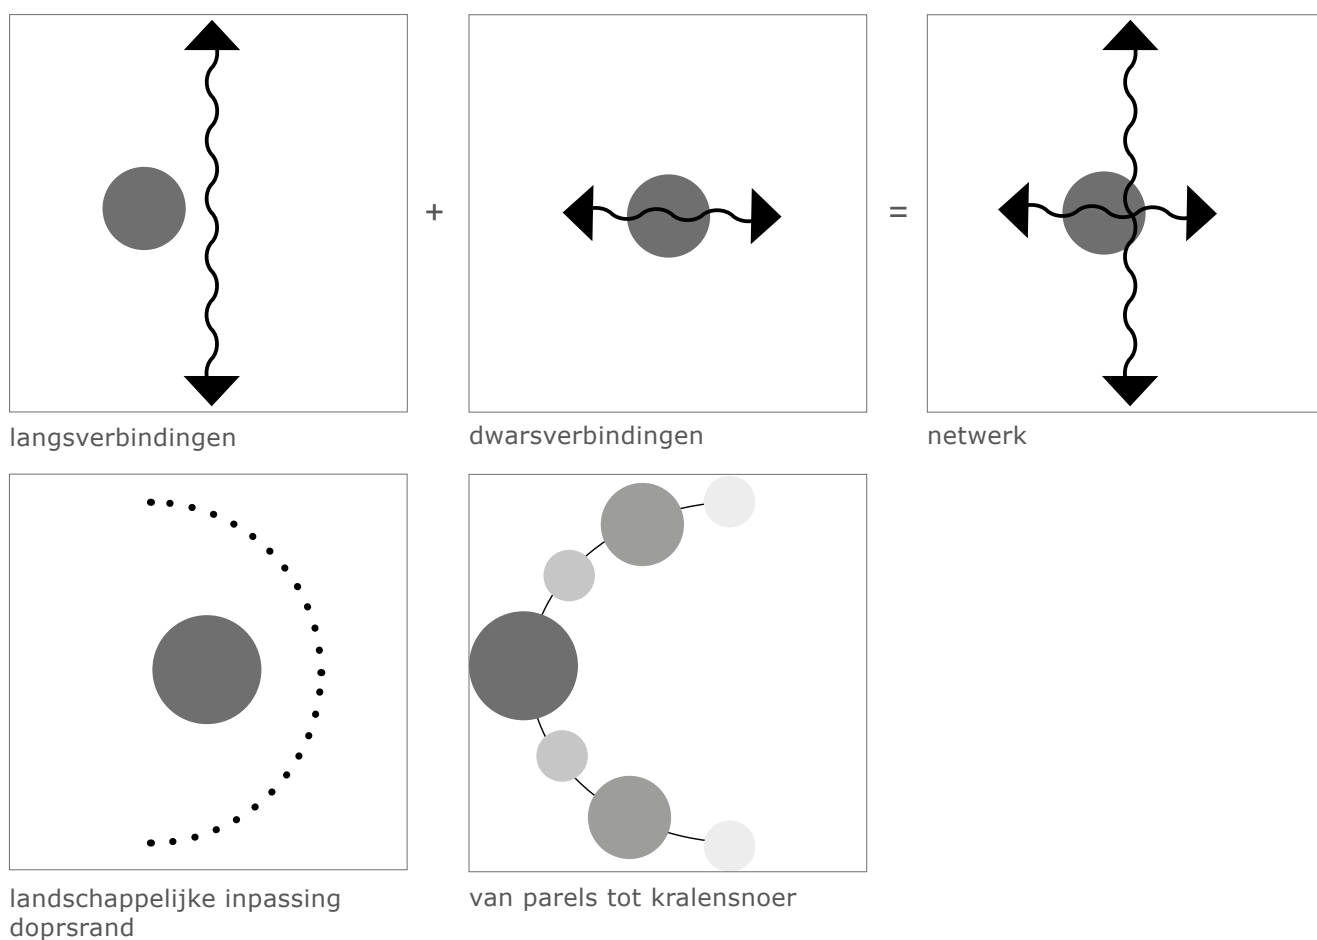 +
=
langsverbindingen
dwarsverbindingen
netwerk
landschappelijke inpassing
doprsrand
van parels tot kralensnoer